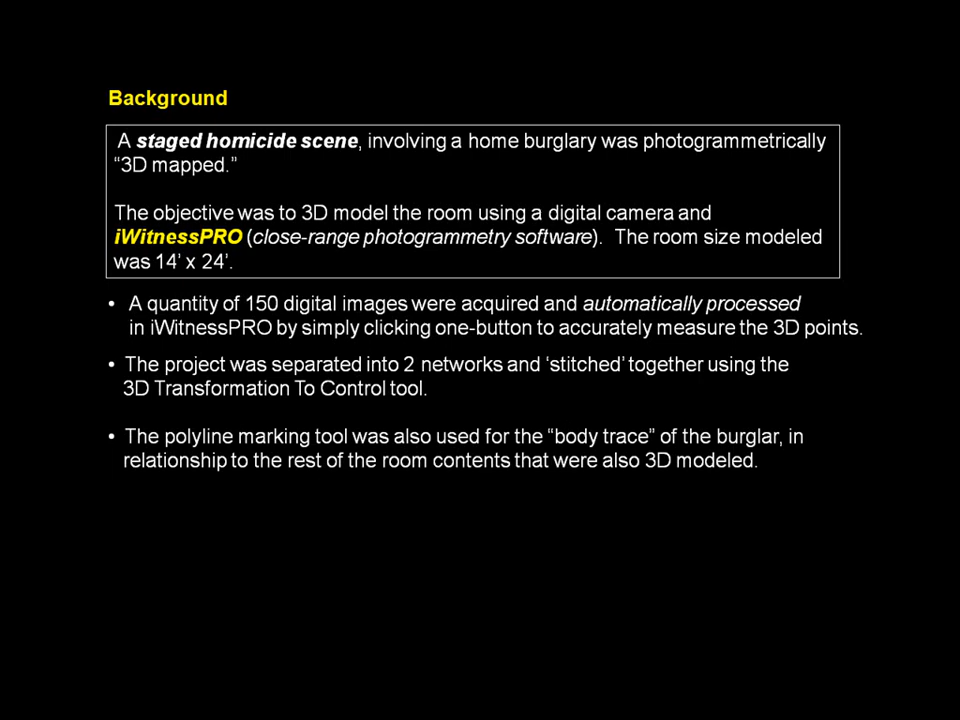 Background
A staged homicide scene, involving a home burglary was photogrammetrically
“3D mapped.”
The objective was to 3D model the room using a digital camera and
iWitnessPRO (close-range photogrammetry software).  The room size modeled
was 14’ x 24’.
• A quantity of 150 digital images were acquired and automatically processed
in iWitnessPRO by simply clicking one-button to accurately measure the 3D points.
• The project was separated into 2 networks and ‘stitched’ together using the
3D Transformation To Control tool.
• The polyline marking tool was also used for the “body trace” of the burglar, in
relationship to the rest of the room contents that were also 3D modeled.